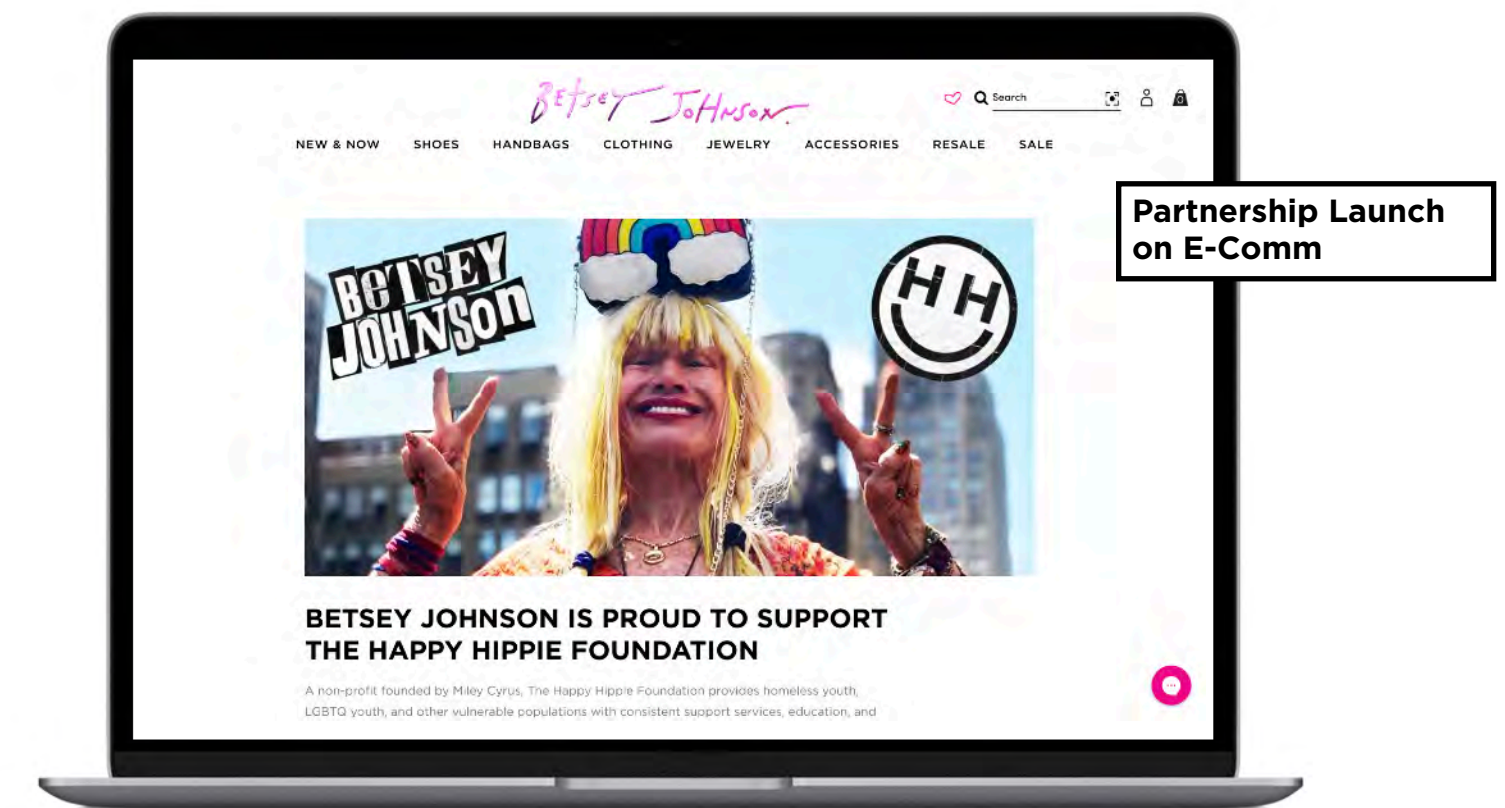 BETSEY JOHNSON.
Search
0
NEW & NOW SHOES HANDBAGS CLOTHING JEWELRY ACCESSORIES RESALE SALE
Partnership Launch
on E-Comm
BETSEY
JOHNSON
HH
BETSEY JOHNSON IS PROUD TO SUPPORT
THE HAPPY HIPPIE FOUNDATION
A non-profit founded by Miley Cyrus, The Happy Hippie Foundation provides homeless youth,
LGBTQ youth, and other vulnerable populations with consistent support services, education, and